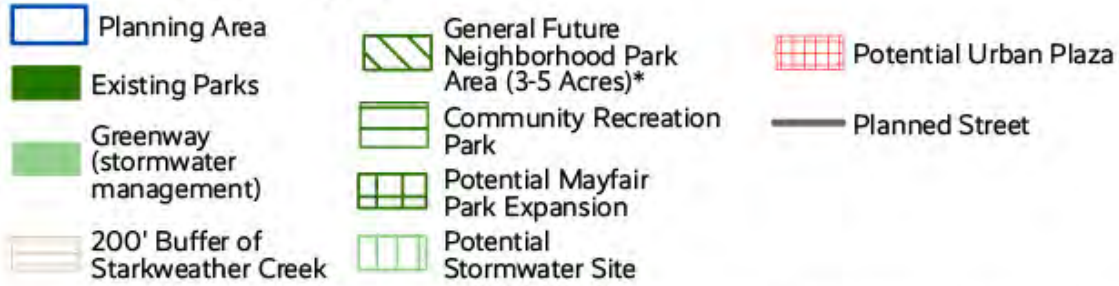 Planning Area
Existing Parks
Greenway
(stormwater
management)
200' Buffer of
Starkweather Creek
General Future
Neighborhood Park
Area (3-5 Acres)*
Community Recreation
Park
Potential Mayfair
Park Expansion
Potential
Stormwater Site
Potential Urban Plaza
Planned Street